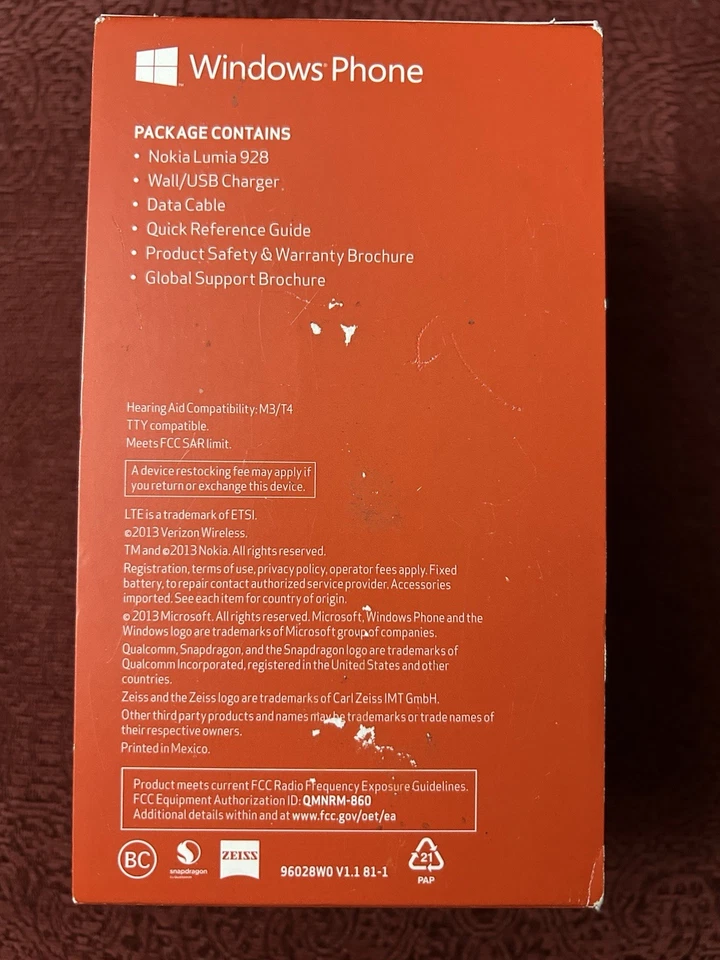 Windows Phone
PACKAGE CONTAINS
• Nokia Lumia 928
• Wall/USB Charger
• Data Cable
• Quick Reference Guide
• Product Safety & Warranty Brochure
• Global Support Brochure
Hearing Aid Compatibility: M3/T4
TTY compatible.
Meets FCC SAR limit.
A device restocking fee may apply if
you return or exchange this device.
LTE is a trademark of ETSI.
©2013 Verizon Wireless.
TM and ©2013 Nokia. All rights reserved.
Registration, terms of use, privacy policy, operator fees apply. Fixed
battery, to repair contact authorized service provider. Accessories
imported. See each item for country of origin.
© 2013 Microsoft. All rights reserved. Microsoft, Windows Phone and the
Windows logo are trademarks of Microsoft group of companies.
Qualcomm, Snapdragon, and the Snapdragon logo are trademarks of
Qualcomm Incorporated, registered in the United States and other
countries.
Zeiss and the Zeiss logo are trademarks of Carl Zeiss IMT GmbH.
Other third party products and names may be trademarks or trade names of
their respective owners.
Printed in Mexico.
Product meets current FCC Radio Frequency Exposure Guidelines.
FCC Equipment Authorization ID: QMNRM-860
Additional details within and at www.fcc.gov/oet/ea
BC
snapdragon
ZEISS
96028W0 V1.1 81-1
21
PAP